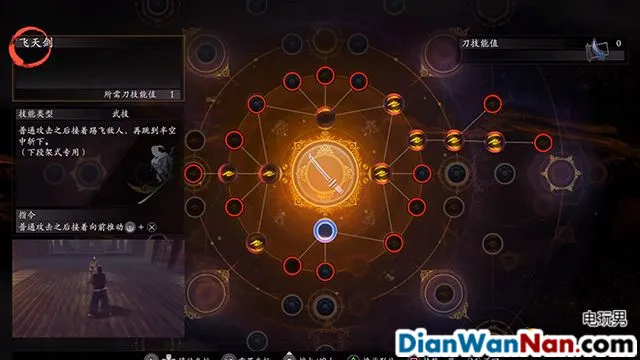 飞天剑
刀技能值 0
所需刀技能值 1
技能类型 武技
普通攻击之后接着踢飞敌人，再跳到半空
中斩下。
（下段架式专用）
指令
普通攻击之后接着向前推动 L + ×
电玩男
DianWanNan.com